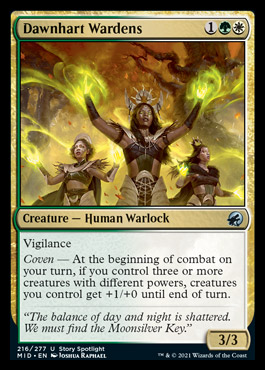 Dawnhart Wardens 1
Creature — Human Warlock
Vigilance
Coven — At the beginning of combat on
your turn, if you control three or more
creatures with different powers, creatures
you control get +1/+0 until end of turn.
"The balance of day and night is shattered.
We must find the Moonsilver Key."
3/3
216/277 U Story Spotlight
MID • EN Joshua Raphael ™ & © 2021 Wizards of the Coast